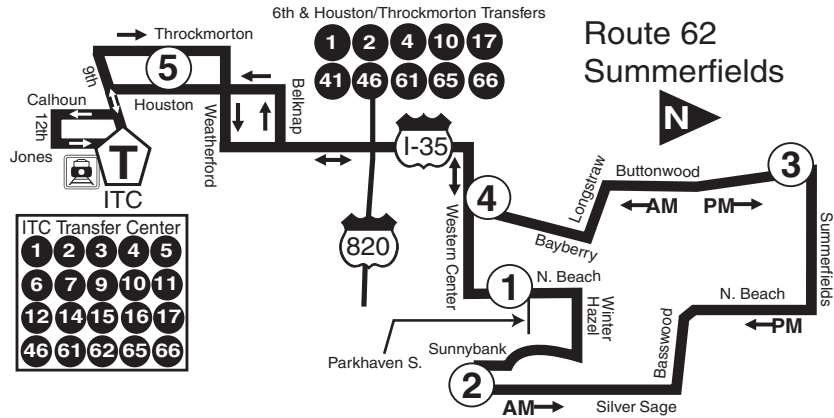 6th & Houston/Throckmorton Transfers
1 2 4 10 17
41 46 61 65 66
Route 62
Summerfields
N
Throckmorton
5
9th
Houston
Calhoun
12th
Jones
T
ITC
Weatherford
Belknap
I-35
820
Western Center
4
Bayberry
Longstraw
Buttonwood
AM PM
3
Summerfields
N. Beach
PM
Basswood
1
N. Beach
Winter
Hazel
Parkhaven S.
Sunnybank
2
AM
Silver Sage
ITC Transfer Center
1 2 3 4 5
6 7 9 10 11
12 14 15 16 17
46 61 62 65 66